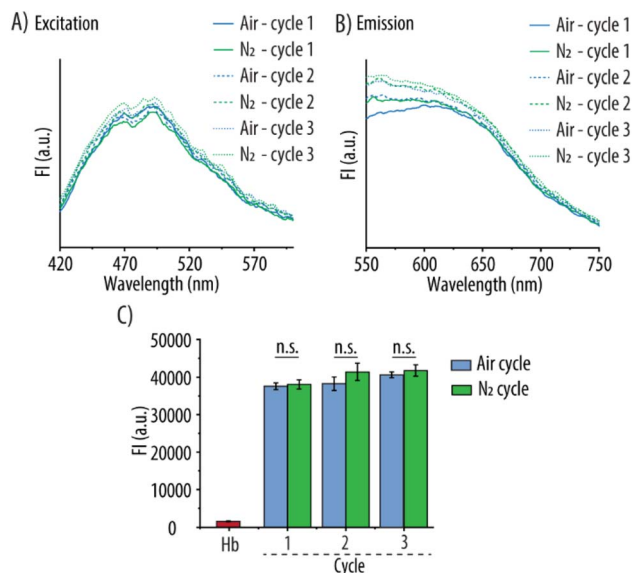 A) Excitation
Air - cycle 1
N₂ - cycle 1
Air - cycle 2
N₂ - cycle 2
Air - cycle 3
N₂ - cycle 3
FI (a.u.)
420 470 520 570
Wavelength (nm)
B) Emission
Air - cycle 1
N₂ - cycle 1
Air - cycle 2
N₂ - cycle 2
Air - cycle 3
N₂ - cycle 3
FI (a.u.)
550 600 650 700 750
Wavelength (nm)
C)
50000
40000
30000
20000
10000
0
FI (a.u.)
n.s. n.s. n.s.
Air cycle
N₂ cycle
Hb 1 2 3
Cycle